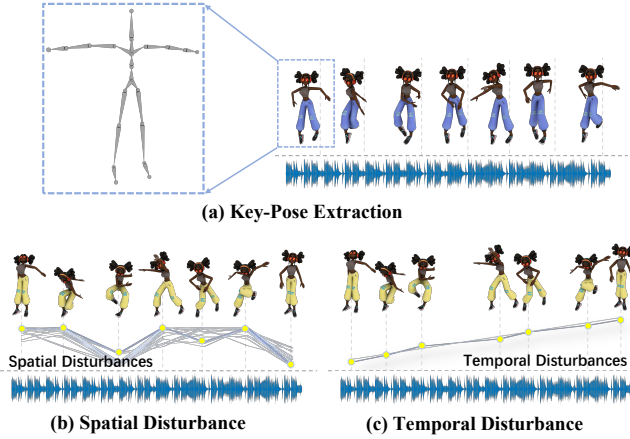 (a) Key-Pose Extraction
Spatial Disturbances
Temporal Disturbances
(b) Spatial Disturbance
(c) Temporal Disturbance